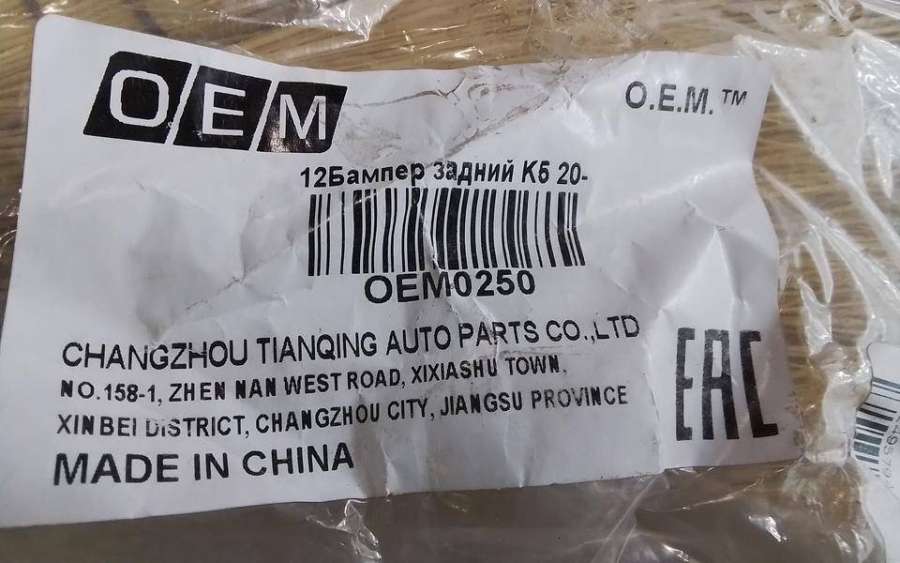 OEM
O.E.M. ™
12Бампер задний K5 20-
OEM0250
CHANGZHOU TIANQING AUTO PARTS CO.,LTD
NO.158-1, ZHEN NAN WEST ROAD, XIXIASHU TOWN,
XINBEI DISTRICT, CHANGZHOU CITY, JIANGSU PROVINCE
MADE IN CHINA
EAC